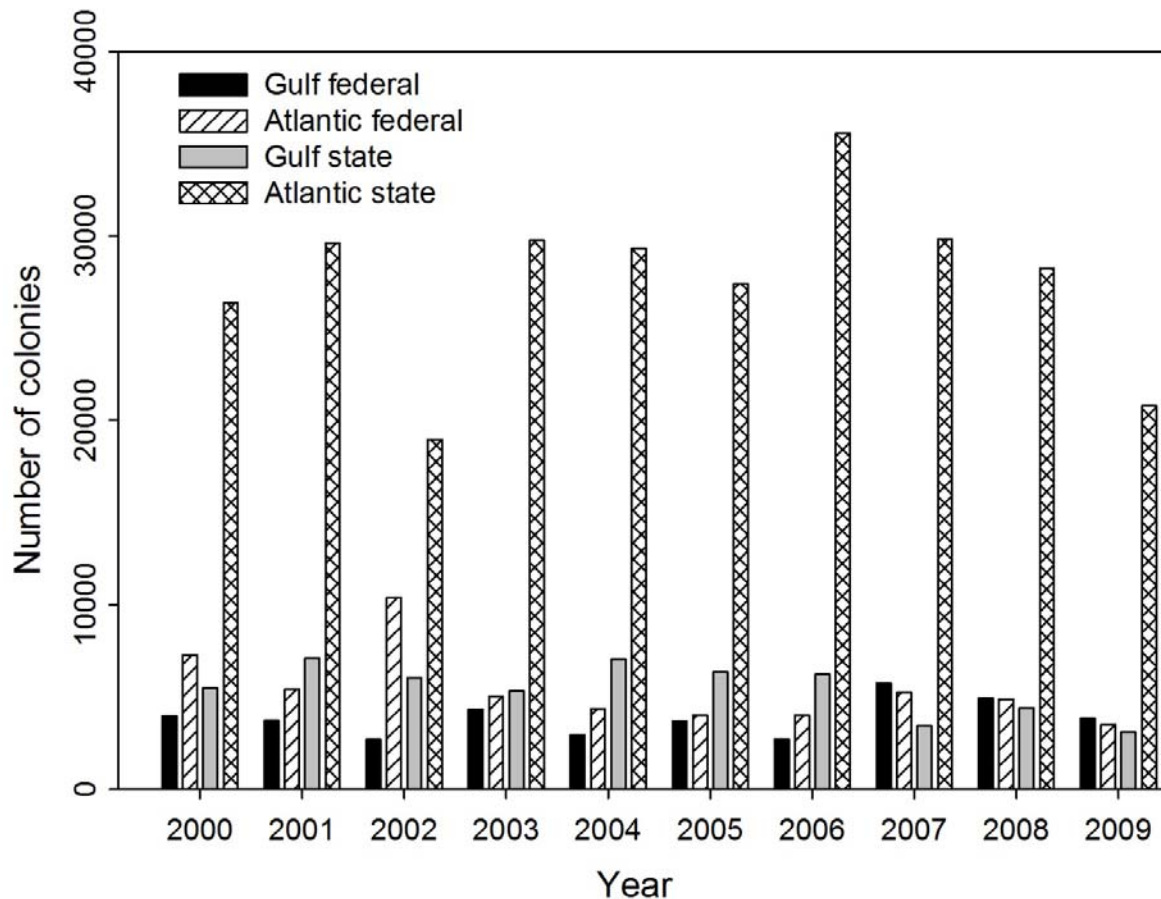 40000
30000
20000
10000
0
Number of colonies
Gulf federal
Atlantic federal
Gulf state
Atlantic state
2000 2001 2002 2003 2004 2005 2006 2007 2008 2009
Year